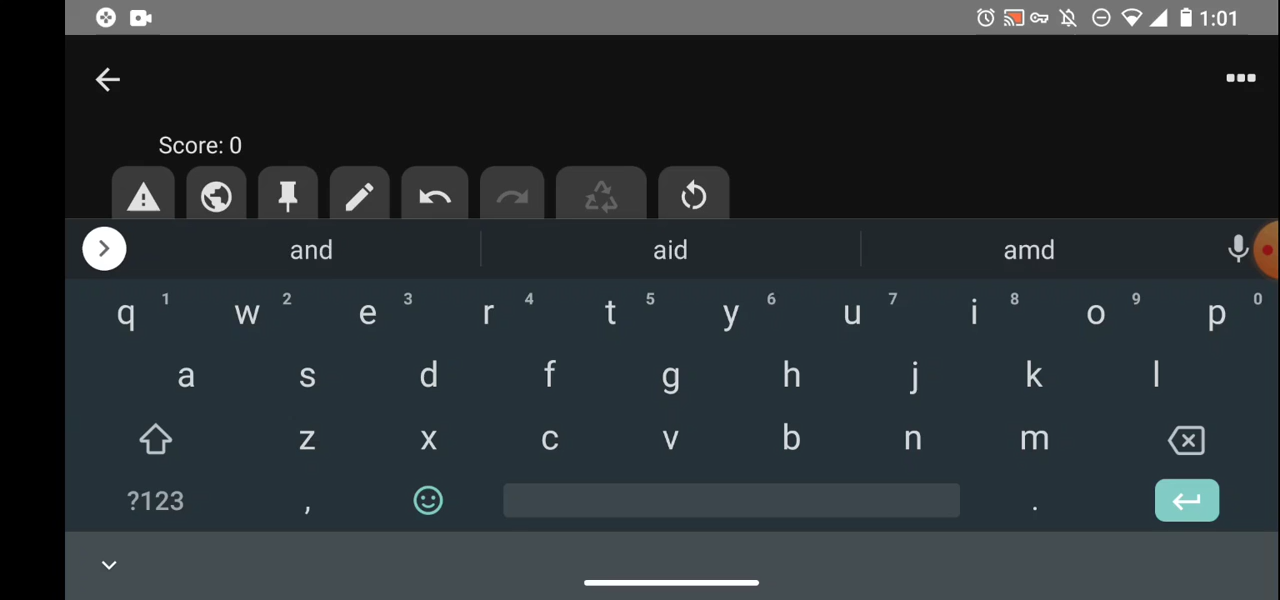 1:01
Score: 0
and aid amd
q 1 w 2 e 3 r 4 t 5 y 6 u 7 i 8 o 9 p 0
a s d f g h j k l
z x c v b n m
?123 , .